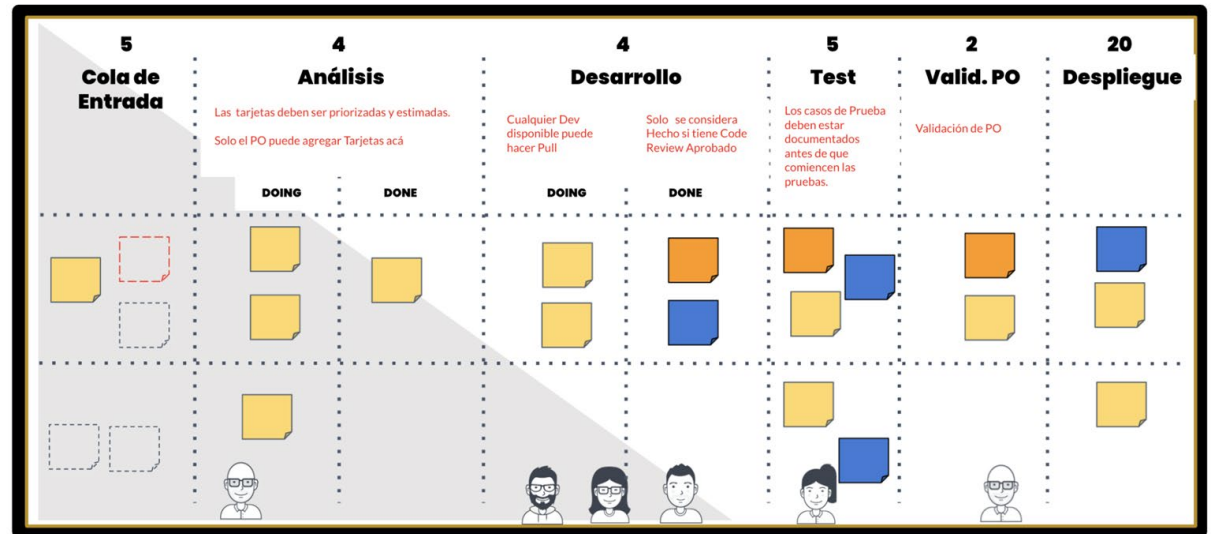 5
Cola de
Entrada
4
Análisis
Las tarjetas deben ser priorizadas y estimadas.
Solo el PO puede agregar Tarjetas acá
DOING
DONE
4
Desarrollo
Cualquier Dev
disponible puede
hacer Pull
Solo se considera
Hecho si tiene Code
Review Aprobado
DOING
DONE
5
Test
Los casos de Prueba
deben estar
documentados
antes de que
comiencen las
pruebas.
2
Valid. PO
Validación de PO
20
Despliegue